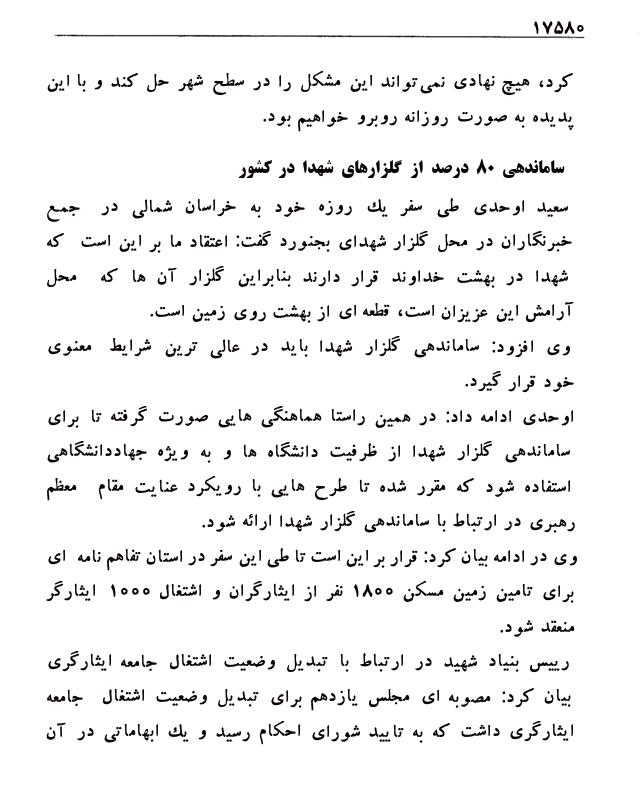 ۱۷۵۸۰
کرد، هیچ نهادی نمی‌تواند این مشکل را در سطح شهر حل کند و با این
پدیده به صورت روزانه روبرو خواهیم بود.
ساماندهی ۸۰ درصد از گلزارهای شهدا در کشور
سعید اوحدی طی سفر یك روزه خود به خراسان شمالی در جمع
خبرنگاران در محل گلزار شهدای بجنورد گفت: اعتقاد ما بر این است که
شهدا در بهشت خداوند قرار دارند بنابراین گلزار آن ها که محل
آرامش این عزیزان است، قطعه ای از بهشت روی زمین است.
وی افزود: ساماندهی گلزار شهدا باید در عالی ترین شرایط معنوی
خود قرار گیرد.
اوحدی ادامه داد: در همین راستا هماهنگی هایی صورت گرفته تا برای
ساماندهی گلزار شهدا از ظرفیت دانشگاه ها و به ویژه جهاددانشگاهی
استفاده شود که مقرر شده تا طرح هایی با رویکرد عنایت مقام معظم
رهبری در ارتباط با ساماندهی گلزار شهدا ارائه شود.
وی در ادامه بیان کرد: قرار بر این است تا طی این سفر در استان تفاهم نامه ای
برای تامین زمین مسکن ۱۸۰۰ نفر از ایثارگران و اشتغال ۱۰۰۰ ایثارگر
منعقد شود.
رییس بنیاد شهید در ارتباط با تبدیل وضعیت اشتغال جامعه ایثارگری
بیان کرد: مصوبه ای مجلس یازدهم برای تبدیل وضعیت اشتغال جامعه
ایثارگری داشت که به تایید شورای احکام رسید و یك ابهاماتی در آن